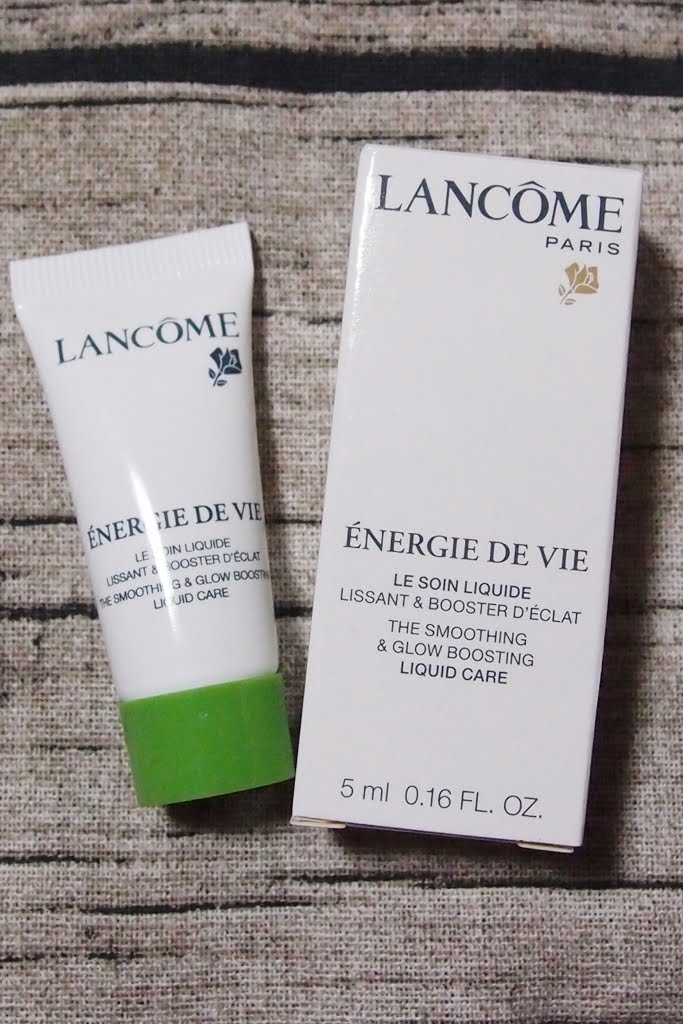 LANCÔME
ÉNERGIE DE VIE
LE SOIN LIQUIDE
LISSANT & BOOSTER D'ÉCLAT
THE SMOOTHING & GLOW BOOSTING
LIQUID CARE
LANCÔME
PARIS
ÉNERGIE DE VIE
LE SOIN LIQUIDE
LISSANT & BOOSTER D'ÉCLAT
THE SMOOTHING
& GLOW BOOSTING
LIQUID CARE
5 ml 0.16 FL. OZ.